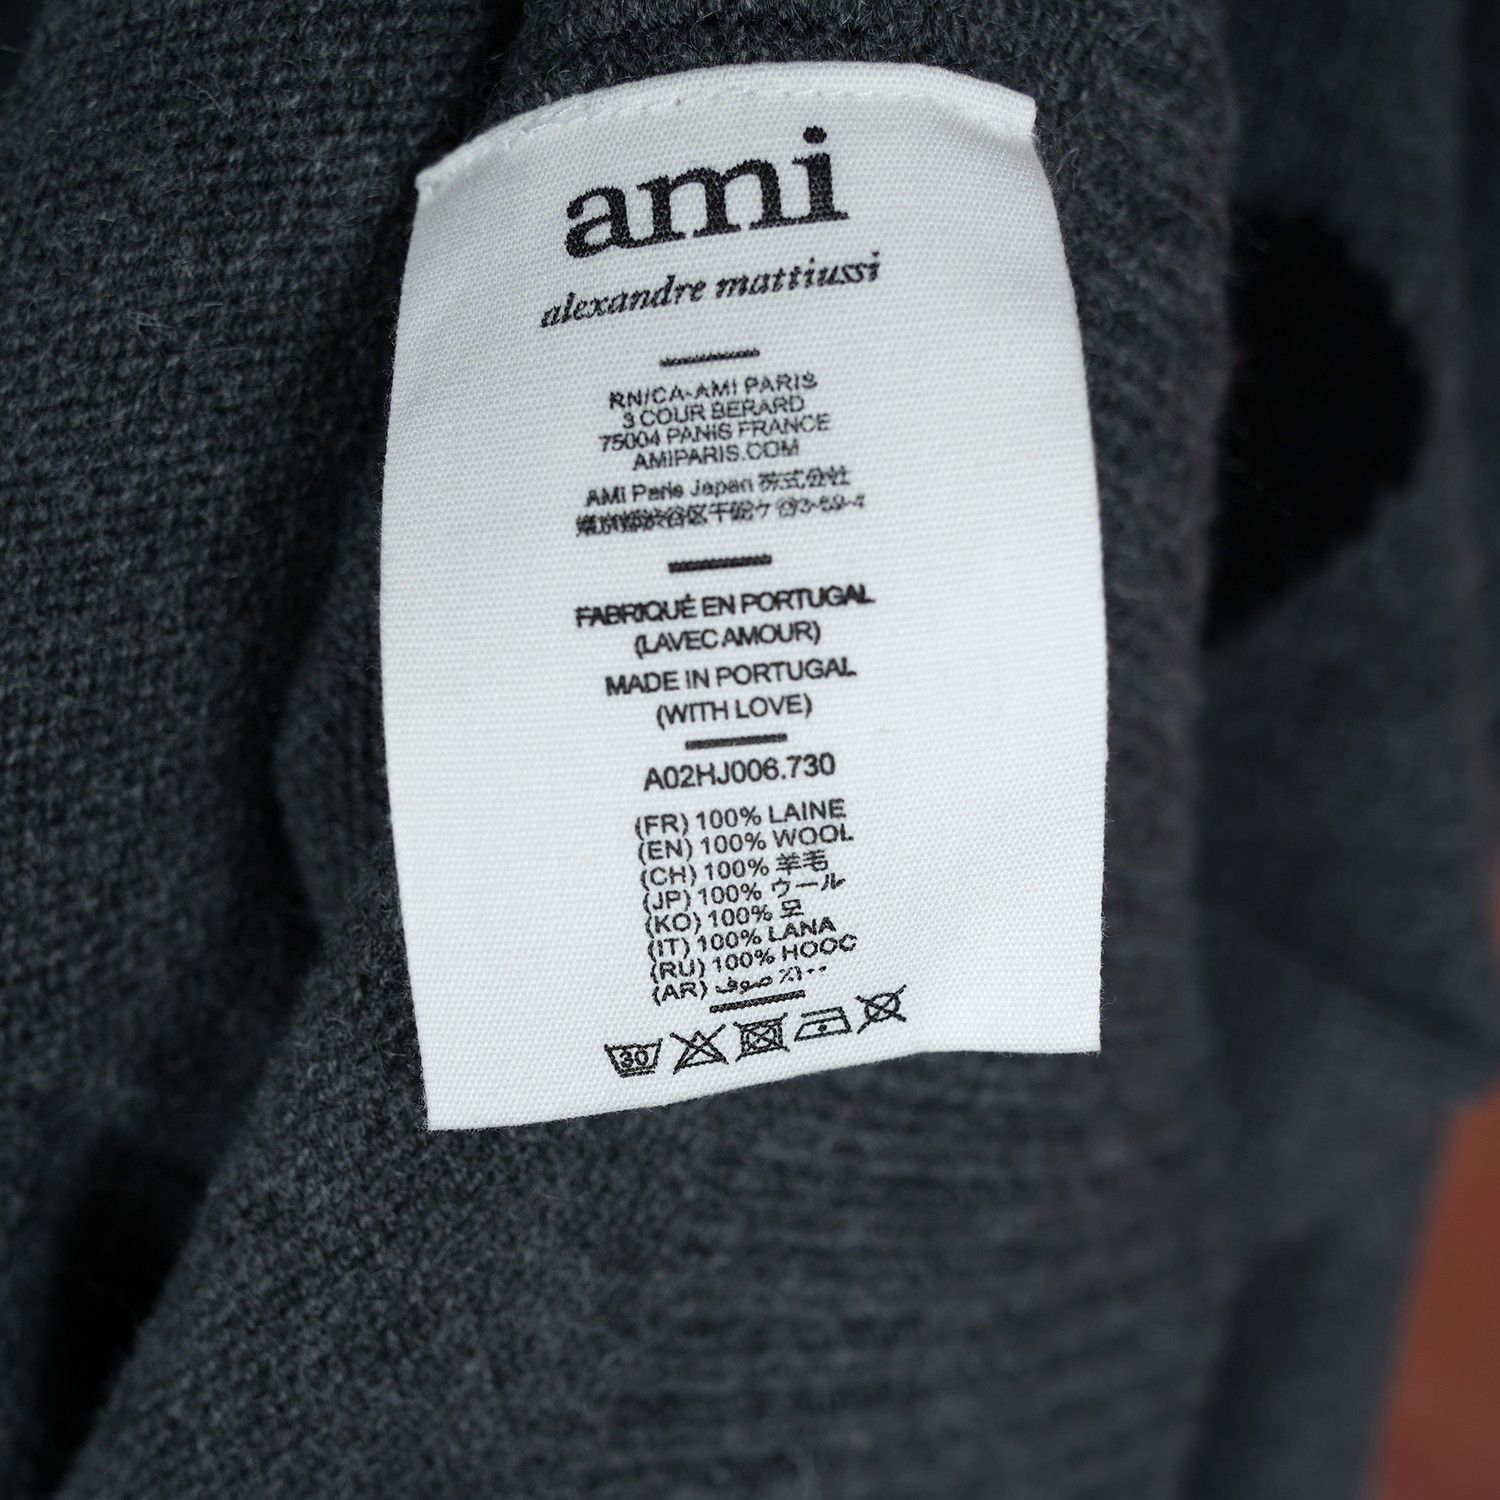 ami
alexandre mattiussi
RN/CA-AMI PARIS
3 COUR BERARD
75004 PANIS FRANCE
AMIPARIS.COM
AMI Paris Japan 株式会社
FABRIQUÉ EN PORTUGAL
(LAVEC AMOUR)
MADE IN PORTUGAL
(WITH LOVE)
A02HJ006.730
(FR) 100% LAINE
(EN) 100% WOOL
(CH) 100% 羊毛
(JP) 100% ウール
(KO) 100% 모
(IT) 100% LANA
(RU) 100% HOOC
(AR) صوف
30